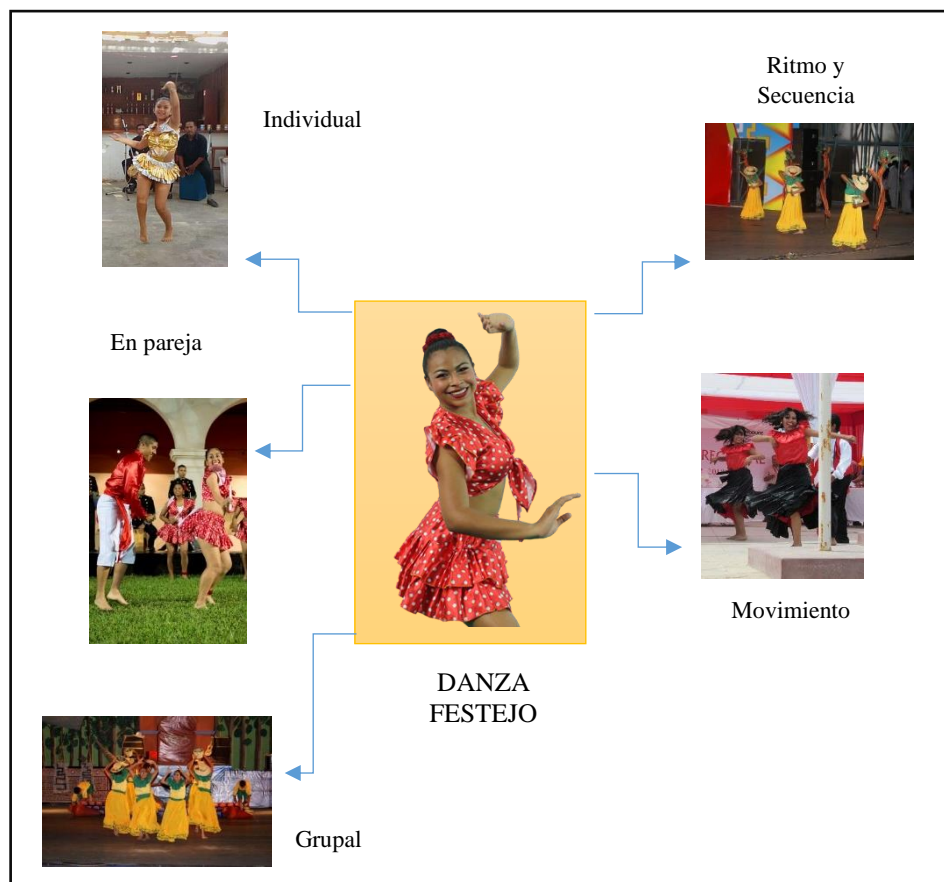 Individual
Ritmo y
Secuencia
En pareja
Movimiento
DANZA
FESTEJO
Grupal